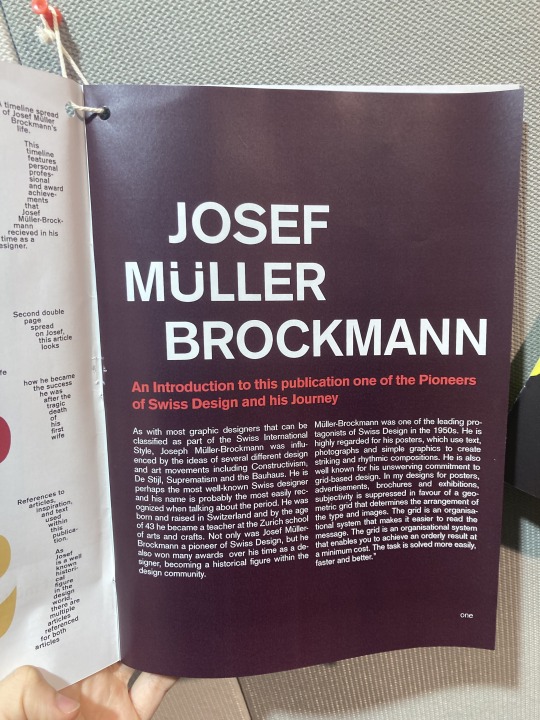 A timeline spread
of Josef Müller
Brockmann's
life.
This
timeline
features
personal
profes-
sional
and award
achieve-
ments
that
Josef
Müller-Brock-
mann
recieved in his
time as a
designer.
Second double
page
spread
on Josef,
this article
looks
how he became
the success
he was
after the
tragic
death
of
his
first
wife
References to
articles,
inspiration,
and text
used
within
this
publica-
tion.
As
Josef
is a well
known
histori-
cal
figure
in the
design
world,
there are
multiple
articles
referenced
for both
articles
JOSEF
MÜLLER
BROCKMANN
An Introduction to this publication one of the Pioneers
of Swiss Design and his Journey
As with most graphic designers that can be
classified as part of the Swiss International
Style, Joseph Müller-Brockmann was influ-
enced by the ideas of several different design
and art movements including Constructivism,
De Stijl, Suprematism and the Bauhaus. He is
perhaps the most well-known Swiss designer
and his name is probably the most easily rec-
ognized when talking about the period. He was
born and raised in Switzerland and by the age
of 43 he became a teacher at the Zurich school
of arts and crafts. Not only was Josef Müller-
Brockmann a pioneer of Swiss Design, but he
also won many awards over his time as a de-
signer, becoming a historical figure within the
design community.
Müller-Brockmann was one of the leading pro-
tagonists of Swiss Design in the 1950s. He is
highly regarded for his posters, which use text,
photographs and simple graphics to create
striking and rhythmic compositions. He is also
well known for his unswerving commitment to
grid-based design. In my designs for posters,
advertisements, brochures and exhibitions,
subjectivity is suppressed in favour of a geo-
metric grid that determines the arrangement of
the type and images. The grid is an organisa-
tional system that makes it easier to read the
message. The grid is an organisational system
that enables you to achieve an orderly result at
a minimum cost. The task is solved more easily,
faster and better."
one